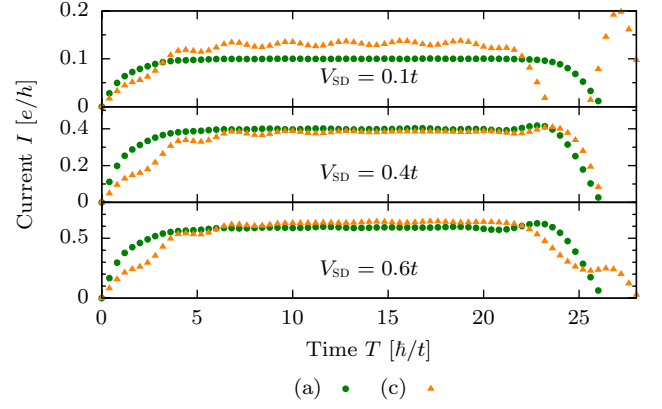 Current I [e/h]
0.2
0.1
0
V_SD = 0.1t
0.4
0.2
0
V_SD = 0.4t
0.5
0
V_SD = 0.6t
0 5 10 15 20 25
Time T [ħ/t]
(a) (c)